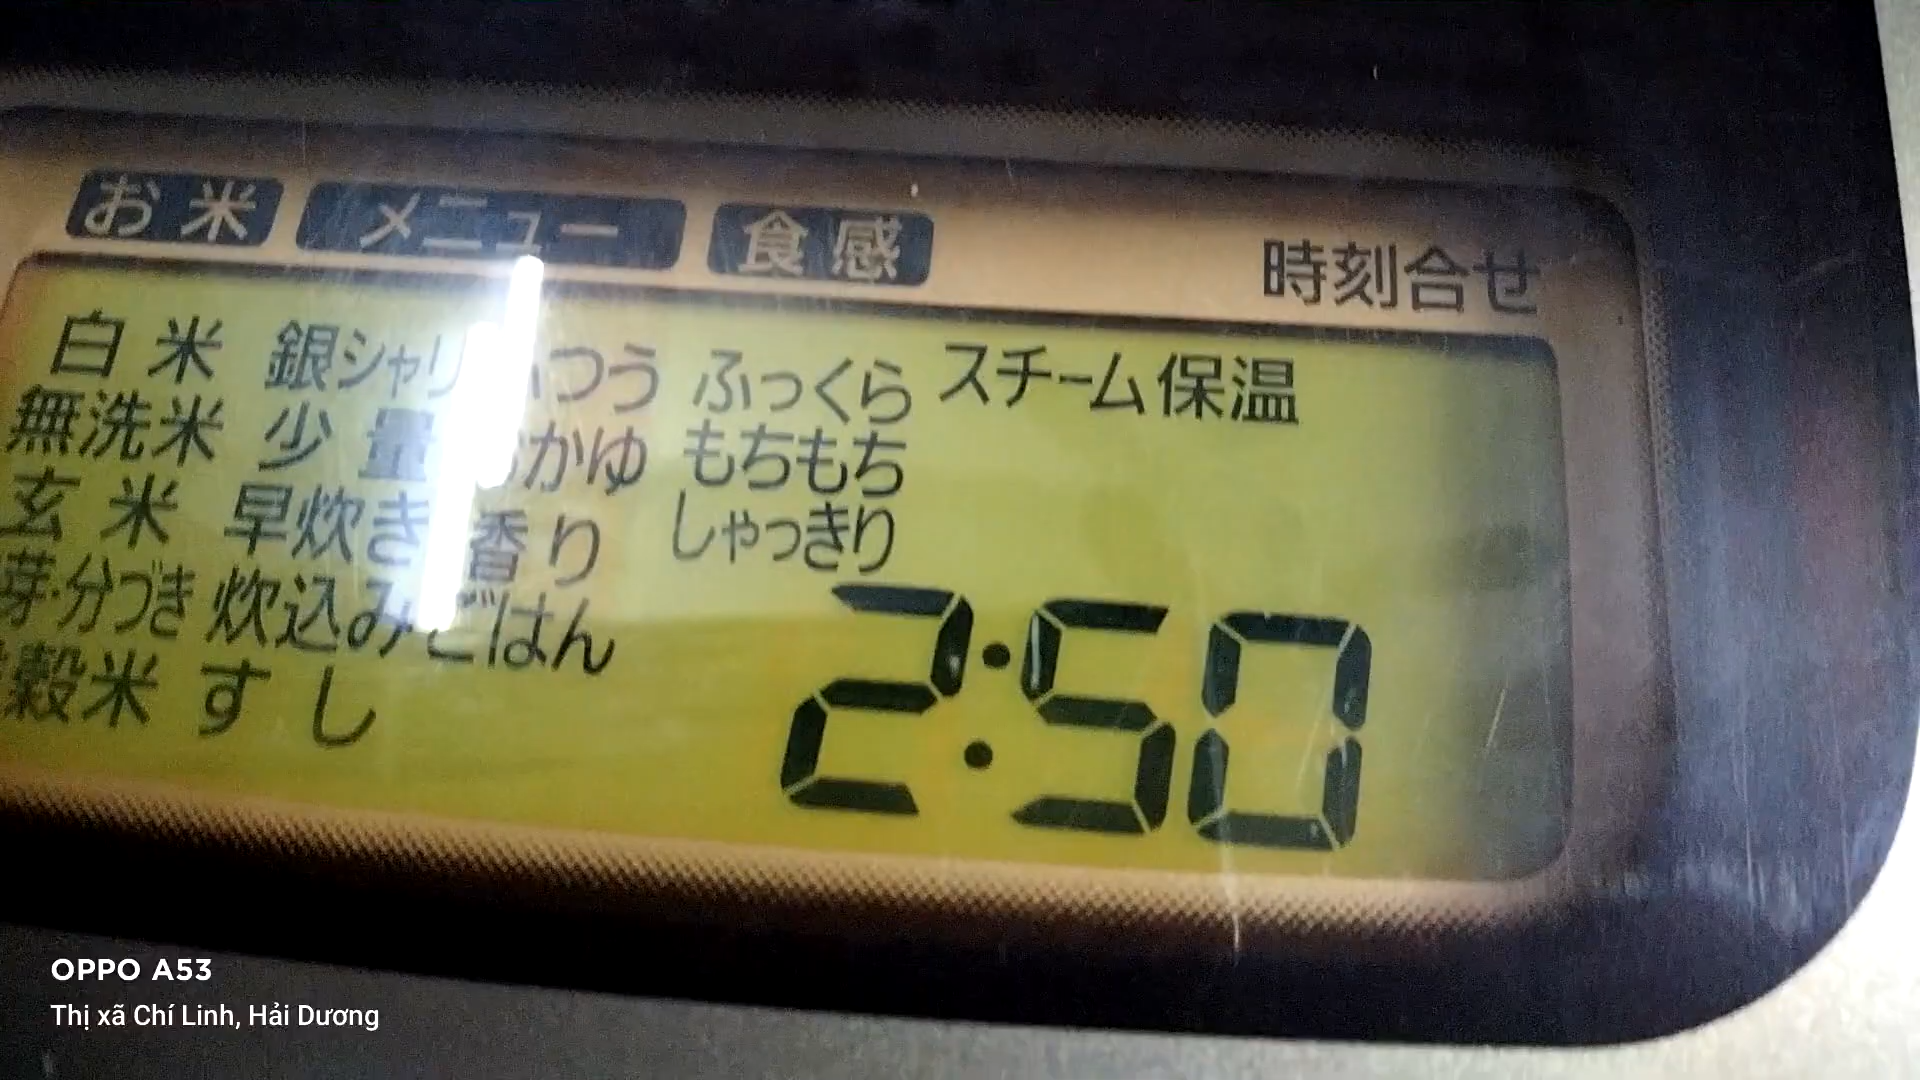 お米 メニュー 食感 時刻合せ
白米 銀シャリ ふつう ふっくら スチーム保温
無洗米 少量 おかゆ もちもち
玄米 早炊き 香り しゃっきり
芽・分づき 炊込みごはん
穀米 すし
2:50
OPPO A53
Thị xã Chí Linh, Hải Dương